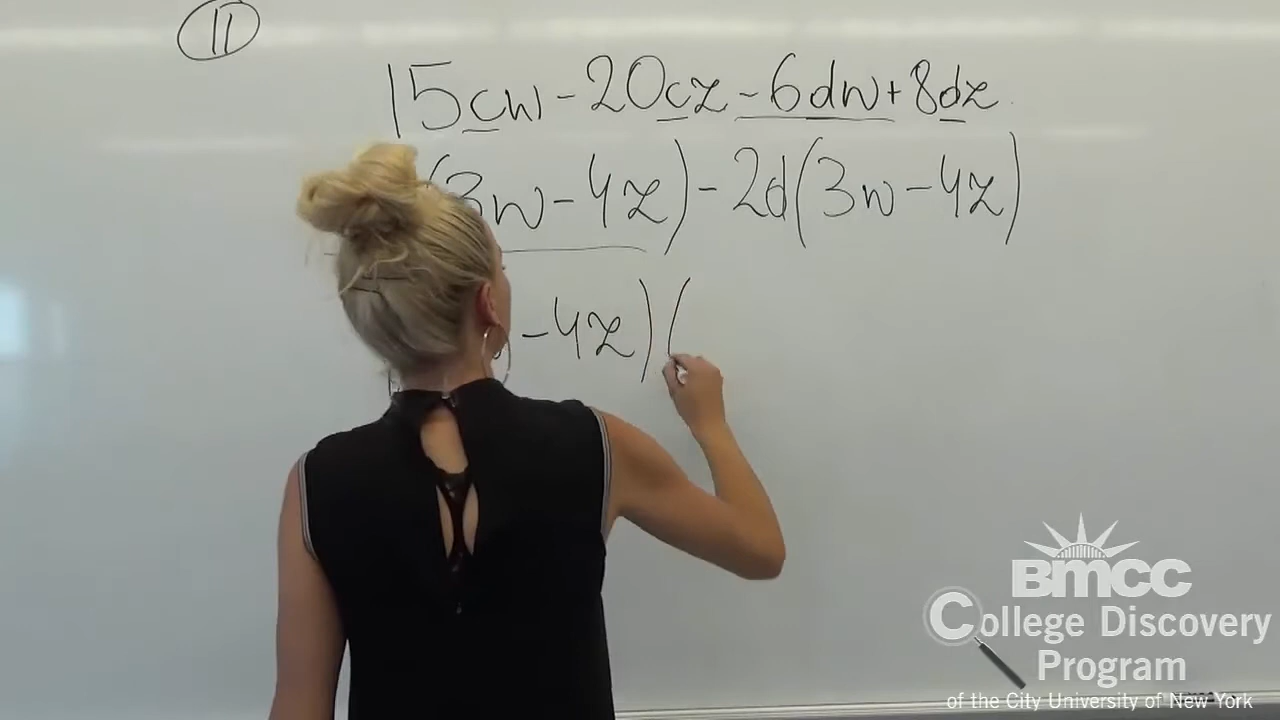 11
15cw - 20cz - 6dw + 8dz
(3w - 4z) - 2d(3w - 4z)
- 4z)(
BMCC
College Discovery
Program
of the City University of New York